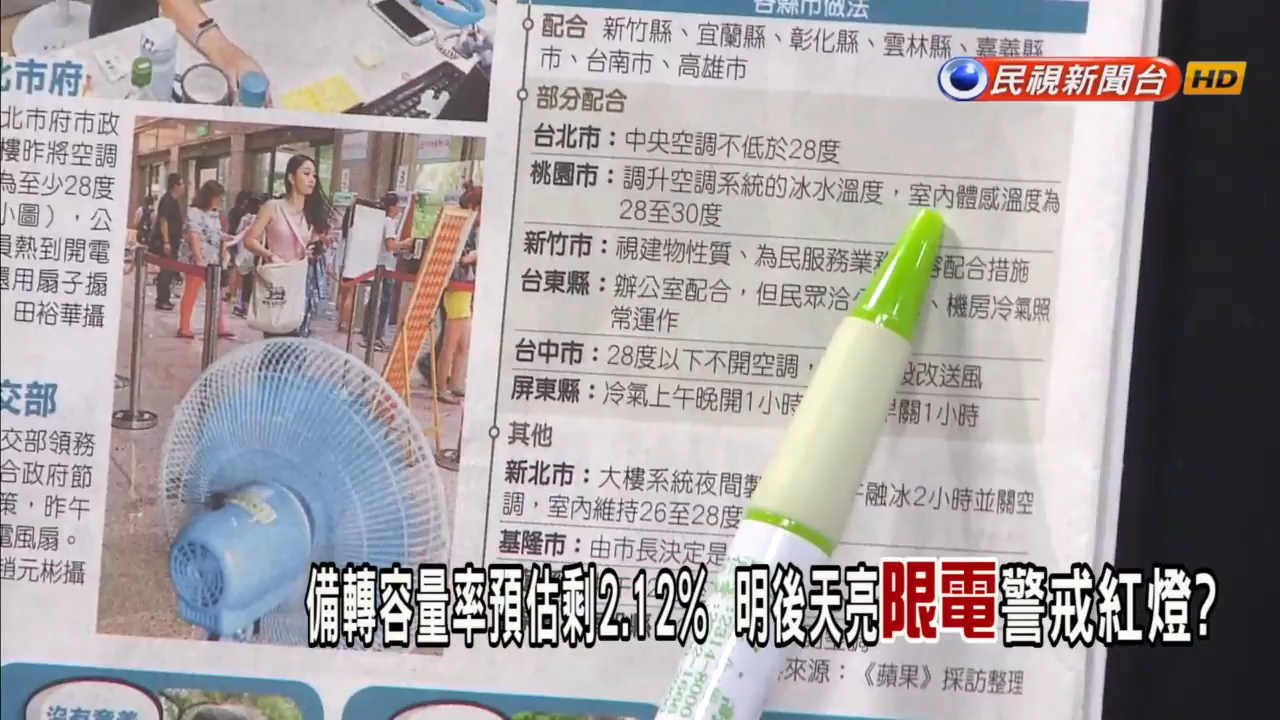 各縣市做法
配合 新竹縣、宜蘭縣、彰化縣、雲林縣、嘉義縣
市、台南市、高雄市
民視新聞台 HD
部分配合
台北市：中央空調不低於28度
桃園市：調升空調系統的冰水溫度，室內體感溫度為
28至30度
新竹市：視建物性質、為民服務業務 配合措施
台東縣：辦公室配合，但民眾洽 、機房冷氣照
常運作
台中市：28度以下不開空調， 改送風
屏東縣：冷氣上午晚開1小時 早關1小時
其他
新北市：大樓系統夜間製 融冰2小時並關空
調，室內維持26至28度
基隆市：由市長決定是
來源：《蘋果》採訪整理
北市府
北市府市政
樓昨將空調
為至少28度
小圖），公
員熱到開電
還用扇子搧
田裕華攝
交部
交部領務
合政府節
策，昨午
電風扇。
趙元彬攝
備轉容量率預估剩2.12% 明後天亮限電警戒紅燈?
沒有意義